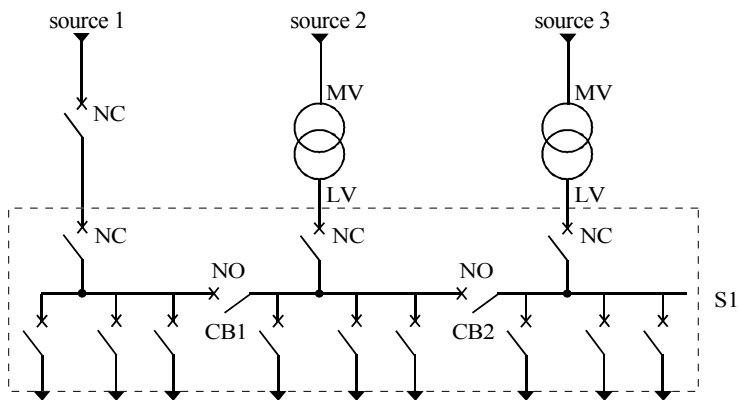 source 1
source 2
source 3
MV
MV
NC
LV
LV
NC
NC
NC
NO
NO
S1
CB1
CB2